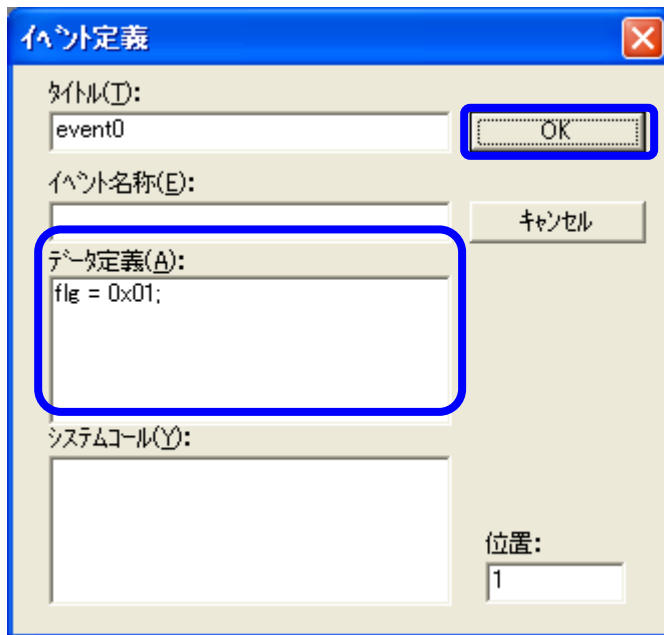 イベント定義
タイトル(T):
event0
OK
イベント名称(E):
キャンセル
データ定義(A):
flg = 0x01;
システムコール(Y):
位置:
1